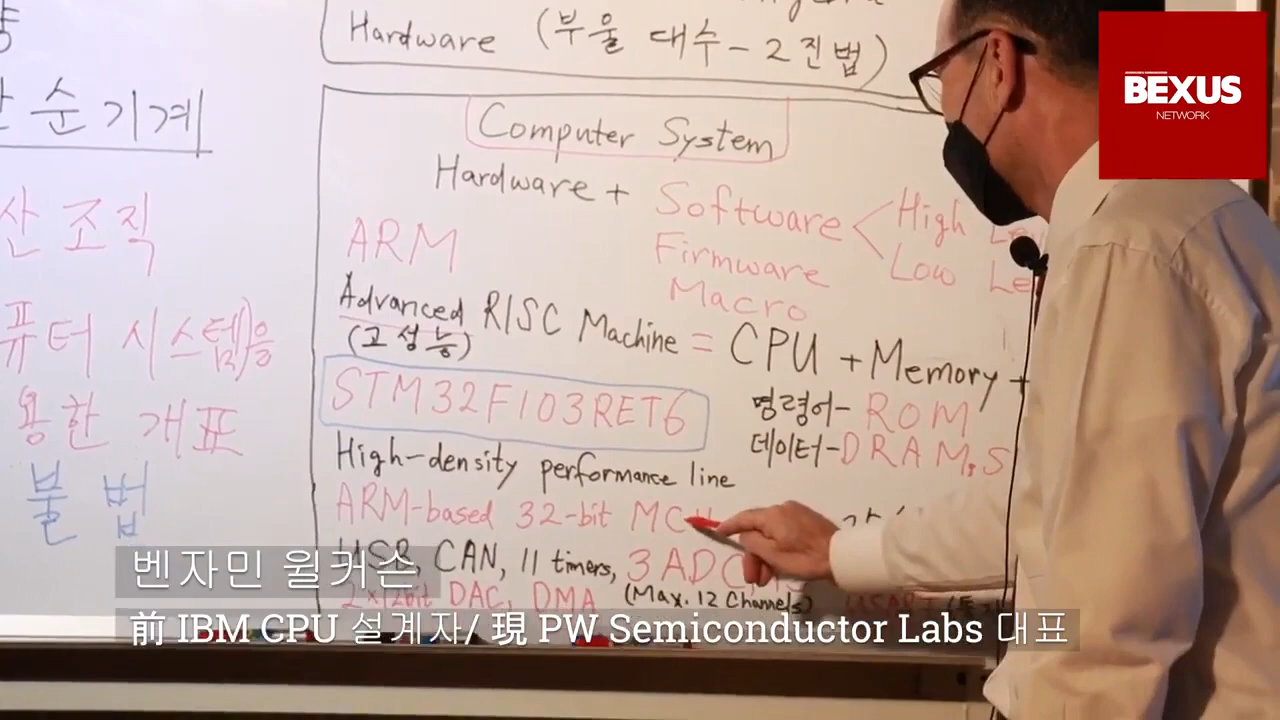 Hardware (부울 대수-2진법)
순기계
Computer System
Hardware + Software < High
Low
Firmware
Macro
ARM
Advanced RISC Machine = CPU + Memory +
(고성능)
STM32F103RET6
명령어- ROM
데이터-DRAM,S
High-density performance line
ARM-based 32-bit MCU
USB, CAN, 11 timers, 3 ADC
2x12bit DAC, DMA (Max. 12 Channels)
산 조직
퓨터 시스템)을
용한 개표
불법
벤자민 윌커슨
前 IBM CPU 설계자/ 現 PW Semiconductor Labs 대표
BEXUS
NETWORK